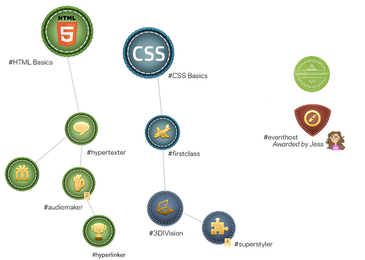 HTML
5
#HTML Basics
CSS
#CSS Basics
#hypertexter
#firstclass
#eventhost
Awarded by Jess
#audiomaker
#3DIVision
#superstyler
#hyperlinker